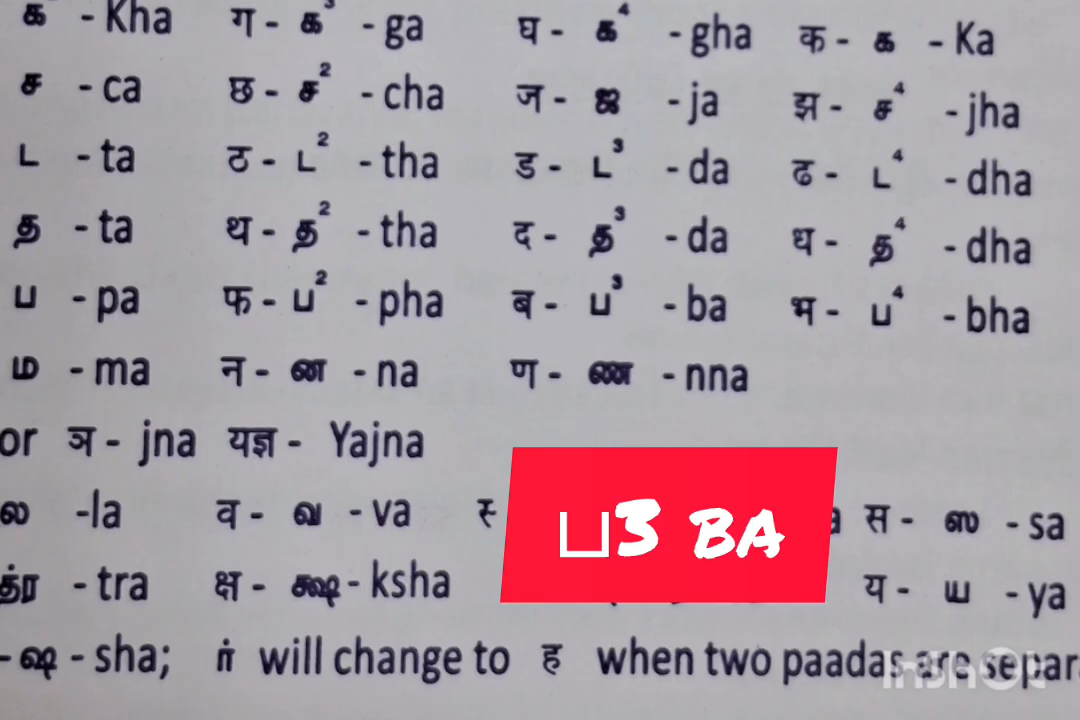 க - Kha ग - க³ - ga घ - க⁴ - gha क - க - Ka
ச - ca छ - ச² - cha ज - ஜ - ja झ - ச⁴ - jha
ட - ta ठ - ட² - tha ड - ட³ - da ढ - ட⁴ - dha
த - ta थ - த² - tha द - த³ - da ध - த⁴ - dha
ப - pa फ - ப² - pha ब - ப³ - ba भ - ப⁴ - bha
ம - ma न - ன - na ण - ண - nna
or ञ - jna यज्ञ - Yajna
ல -la व - வ - va स - ஸ - sa
த்ர - tra क्ष - க்ஷ - ksha य - ய - ya
ப3 BA
- ஷ - sha; ர் will change to ह when two paadas are separ
InShot